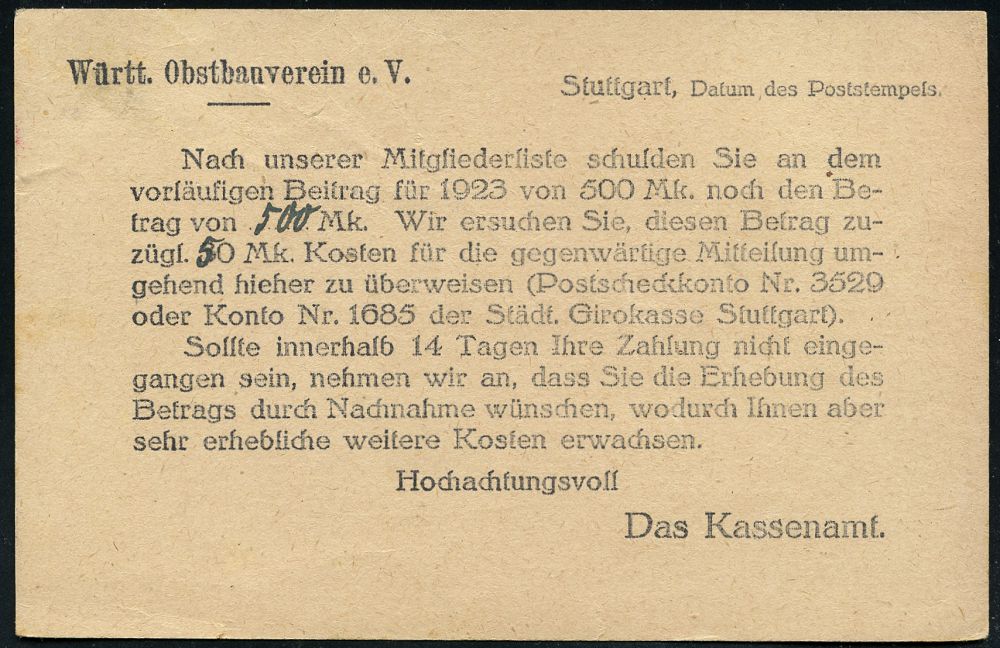 Württ. Obstbauverein e. V.
Stuttgart, Datum des Poststempels.
Nach unserer Mitgliederliste schulden Sie an dem
vorläufigen Beitrag für 1923 von 500 Mk. noch den Be-
trag von 500 Mk. Wir ersuchen Sie, diesen Betrag zu-
zügl. 50 Mk. Kosten für die gegenwärtige Mitteilung um-
gehend hieher zu überweisen (Postscheckkonto Nr. 3529
oder Konto Nr. 1685 der Städt. Girokasse Stuttgart).
Sollte innerhalb 14 Tagen Ihre Zahlung nicht einge-
gangen sein, nehmen wir an, dass Sie die Erhebung des
Betrags durch Nachnahme wünschen, wodurch Ihnen aber
sehr erhebliche weitere Kosten erwachsen.
Hochachtungsvoll
Das Kassenamt.